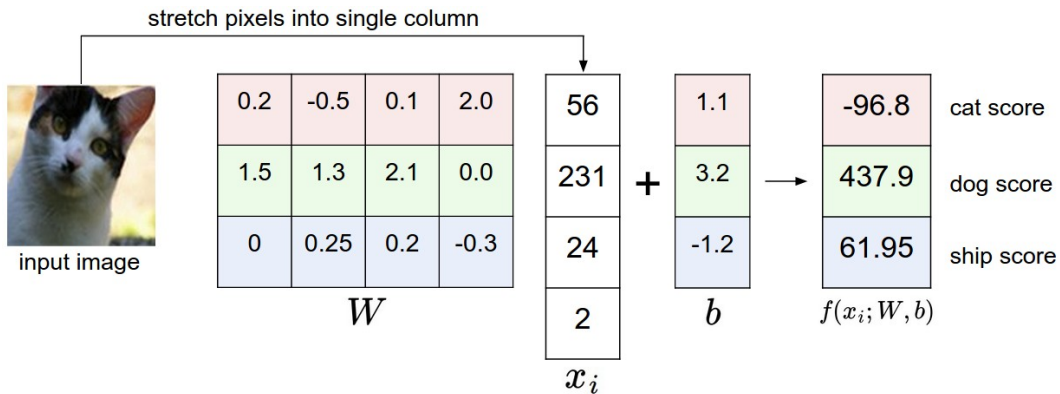 stretch pixels into single column
0.2 -0.5 0.1 2.0 56 1.1 -96.8 cat score
1.5 1.3 2.1 0.0 231 + 3.2 437.9 dog score
0 0.25 0.2 -0.3 24 -1.2 61.95 ship score
input image
W b f(x_i; W, b)
2
x_i